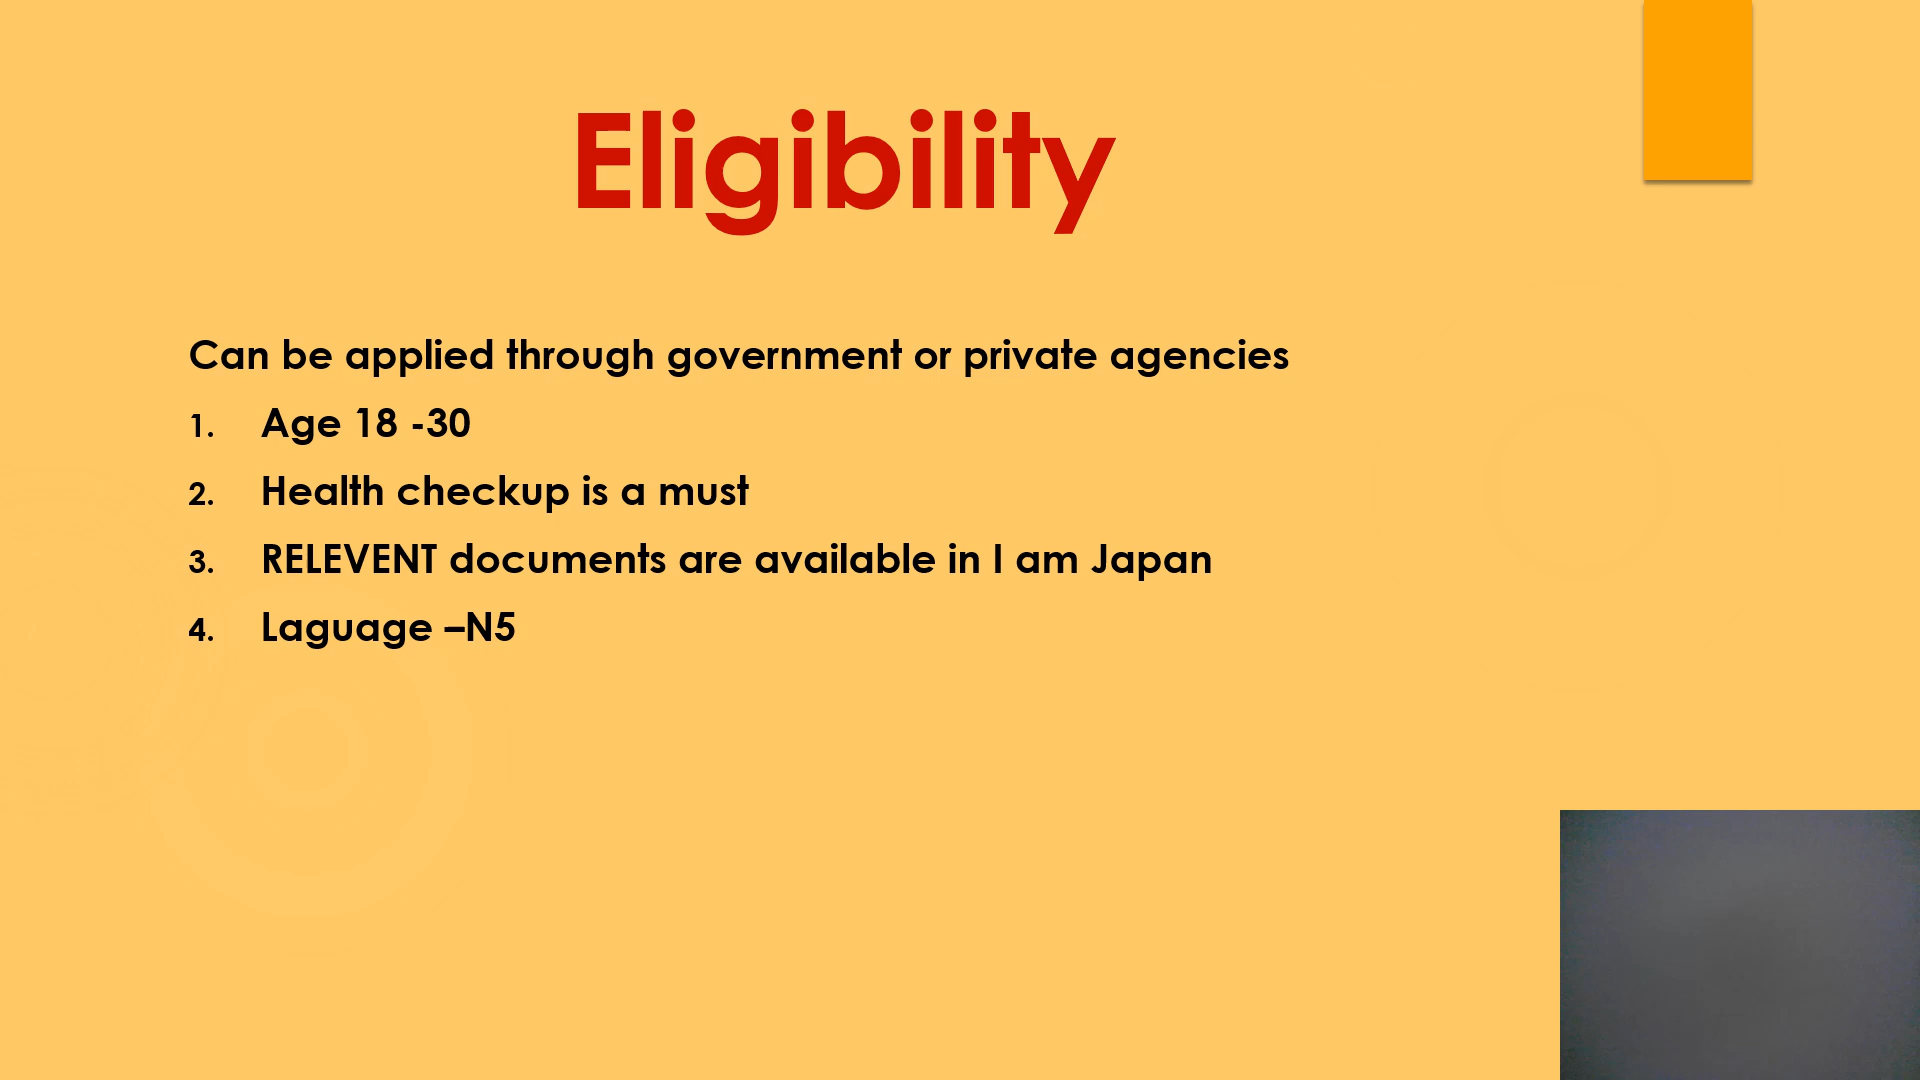 Eligibility
Can be applied through government or private agencies
1. Age 18 -30
2. Health checkup is a must
3. RELEVENT documents are available in I am Japan
4. Laguage –N5